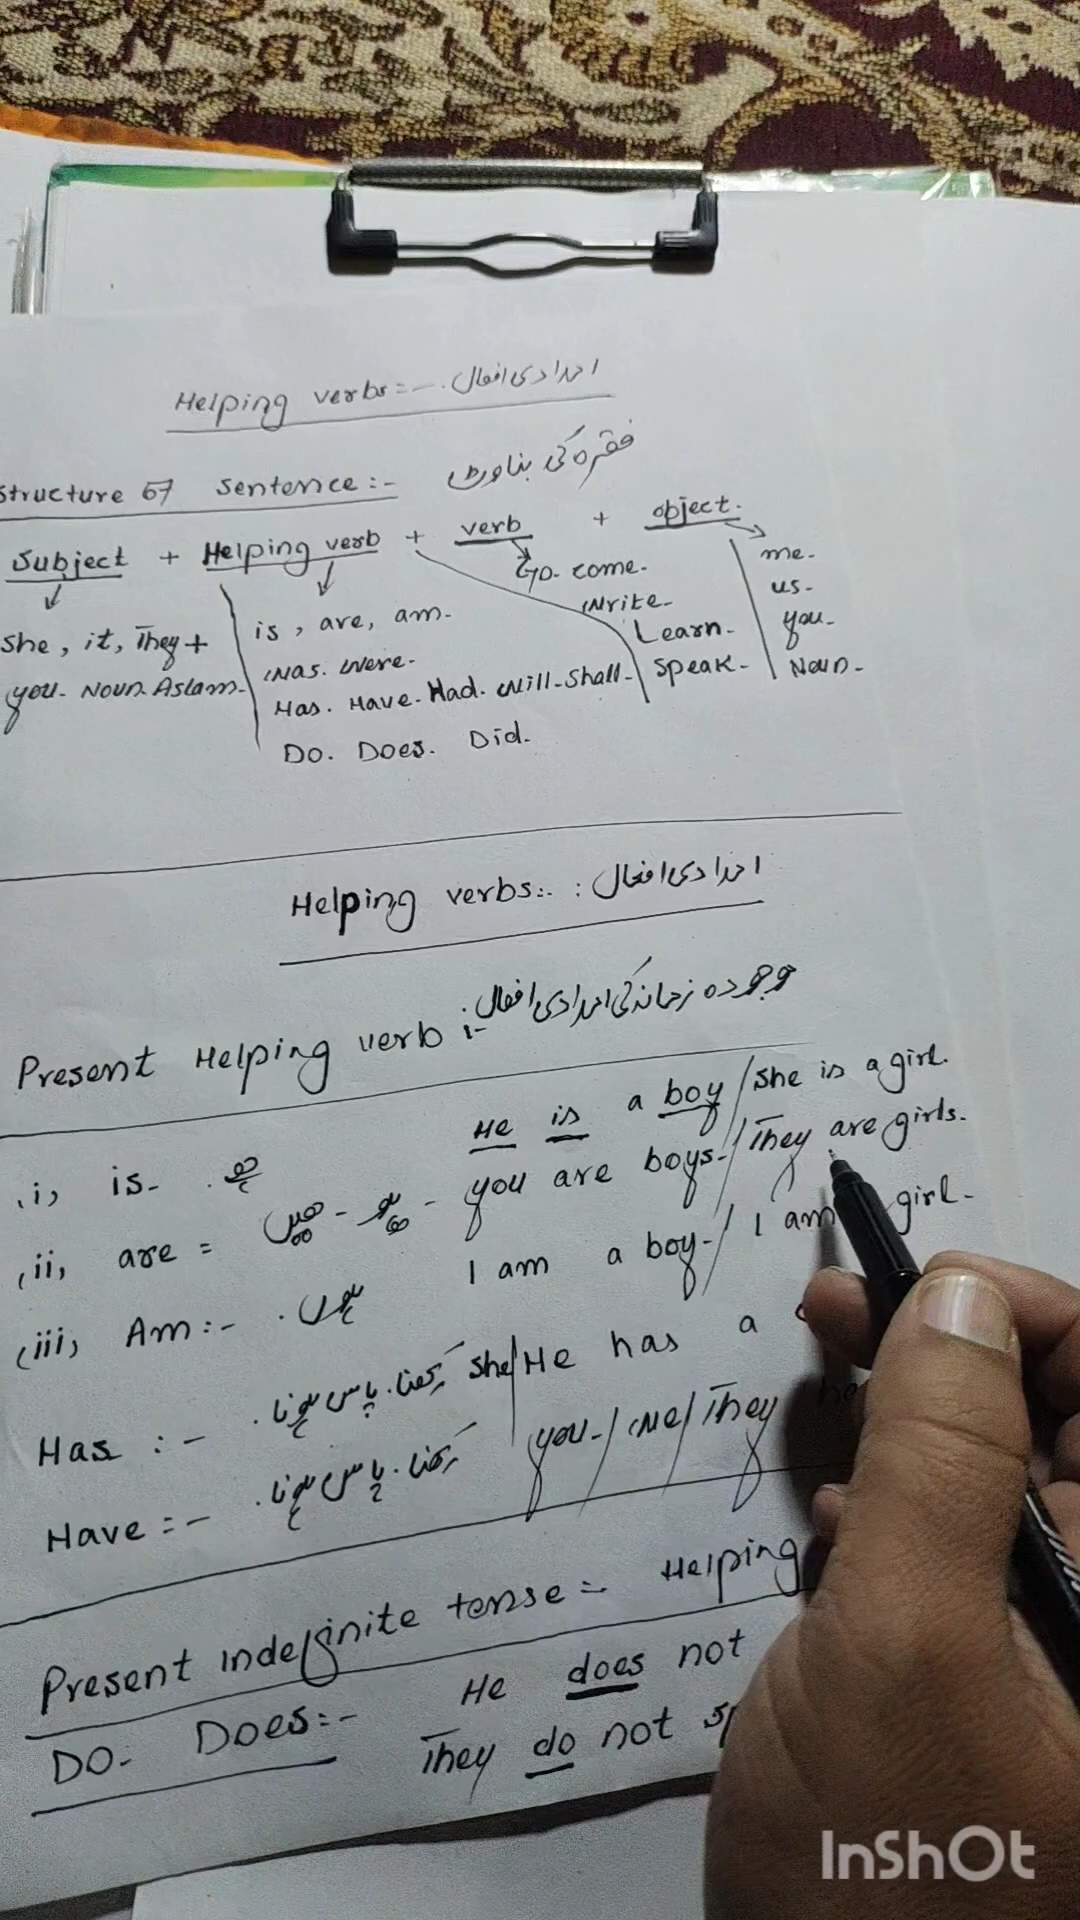 Helping verbs:-. امدادی افعال
Structure of Sentence:- فقرہ کی بناوٹ
Subject + Helping verb + verb + object.
she, it, They +
you. Noun. Aslam.
is, are, am.
was. were.
Has. Have. Had. Will. Shall.
Do. Does. Did.
Go. come.
Write.
Learn.
Speak.
me.
us.
you.
Noun.
Helping verbs:- : امدادی افعال
Present Helping verb :- موجودہ زمانہ کی امدادی افعال
(i) is - ہے. He is a boy / She is a girl.
(ii) are = ہیں - ہو - you are boys. / They are girls.
(iii) Am :- ہوں. I am a boy. / I am girl.
Has :- رکھنا. پاس ہونا. She / He has a
Have :- رکھنا. پاس ہونا. you. / We / They
Present indefinite tense = Helping
Do. Does :- He does not
They do not
InShOt